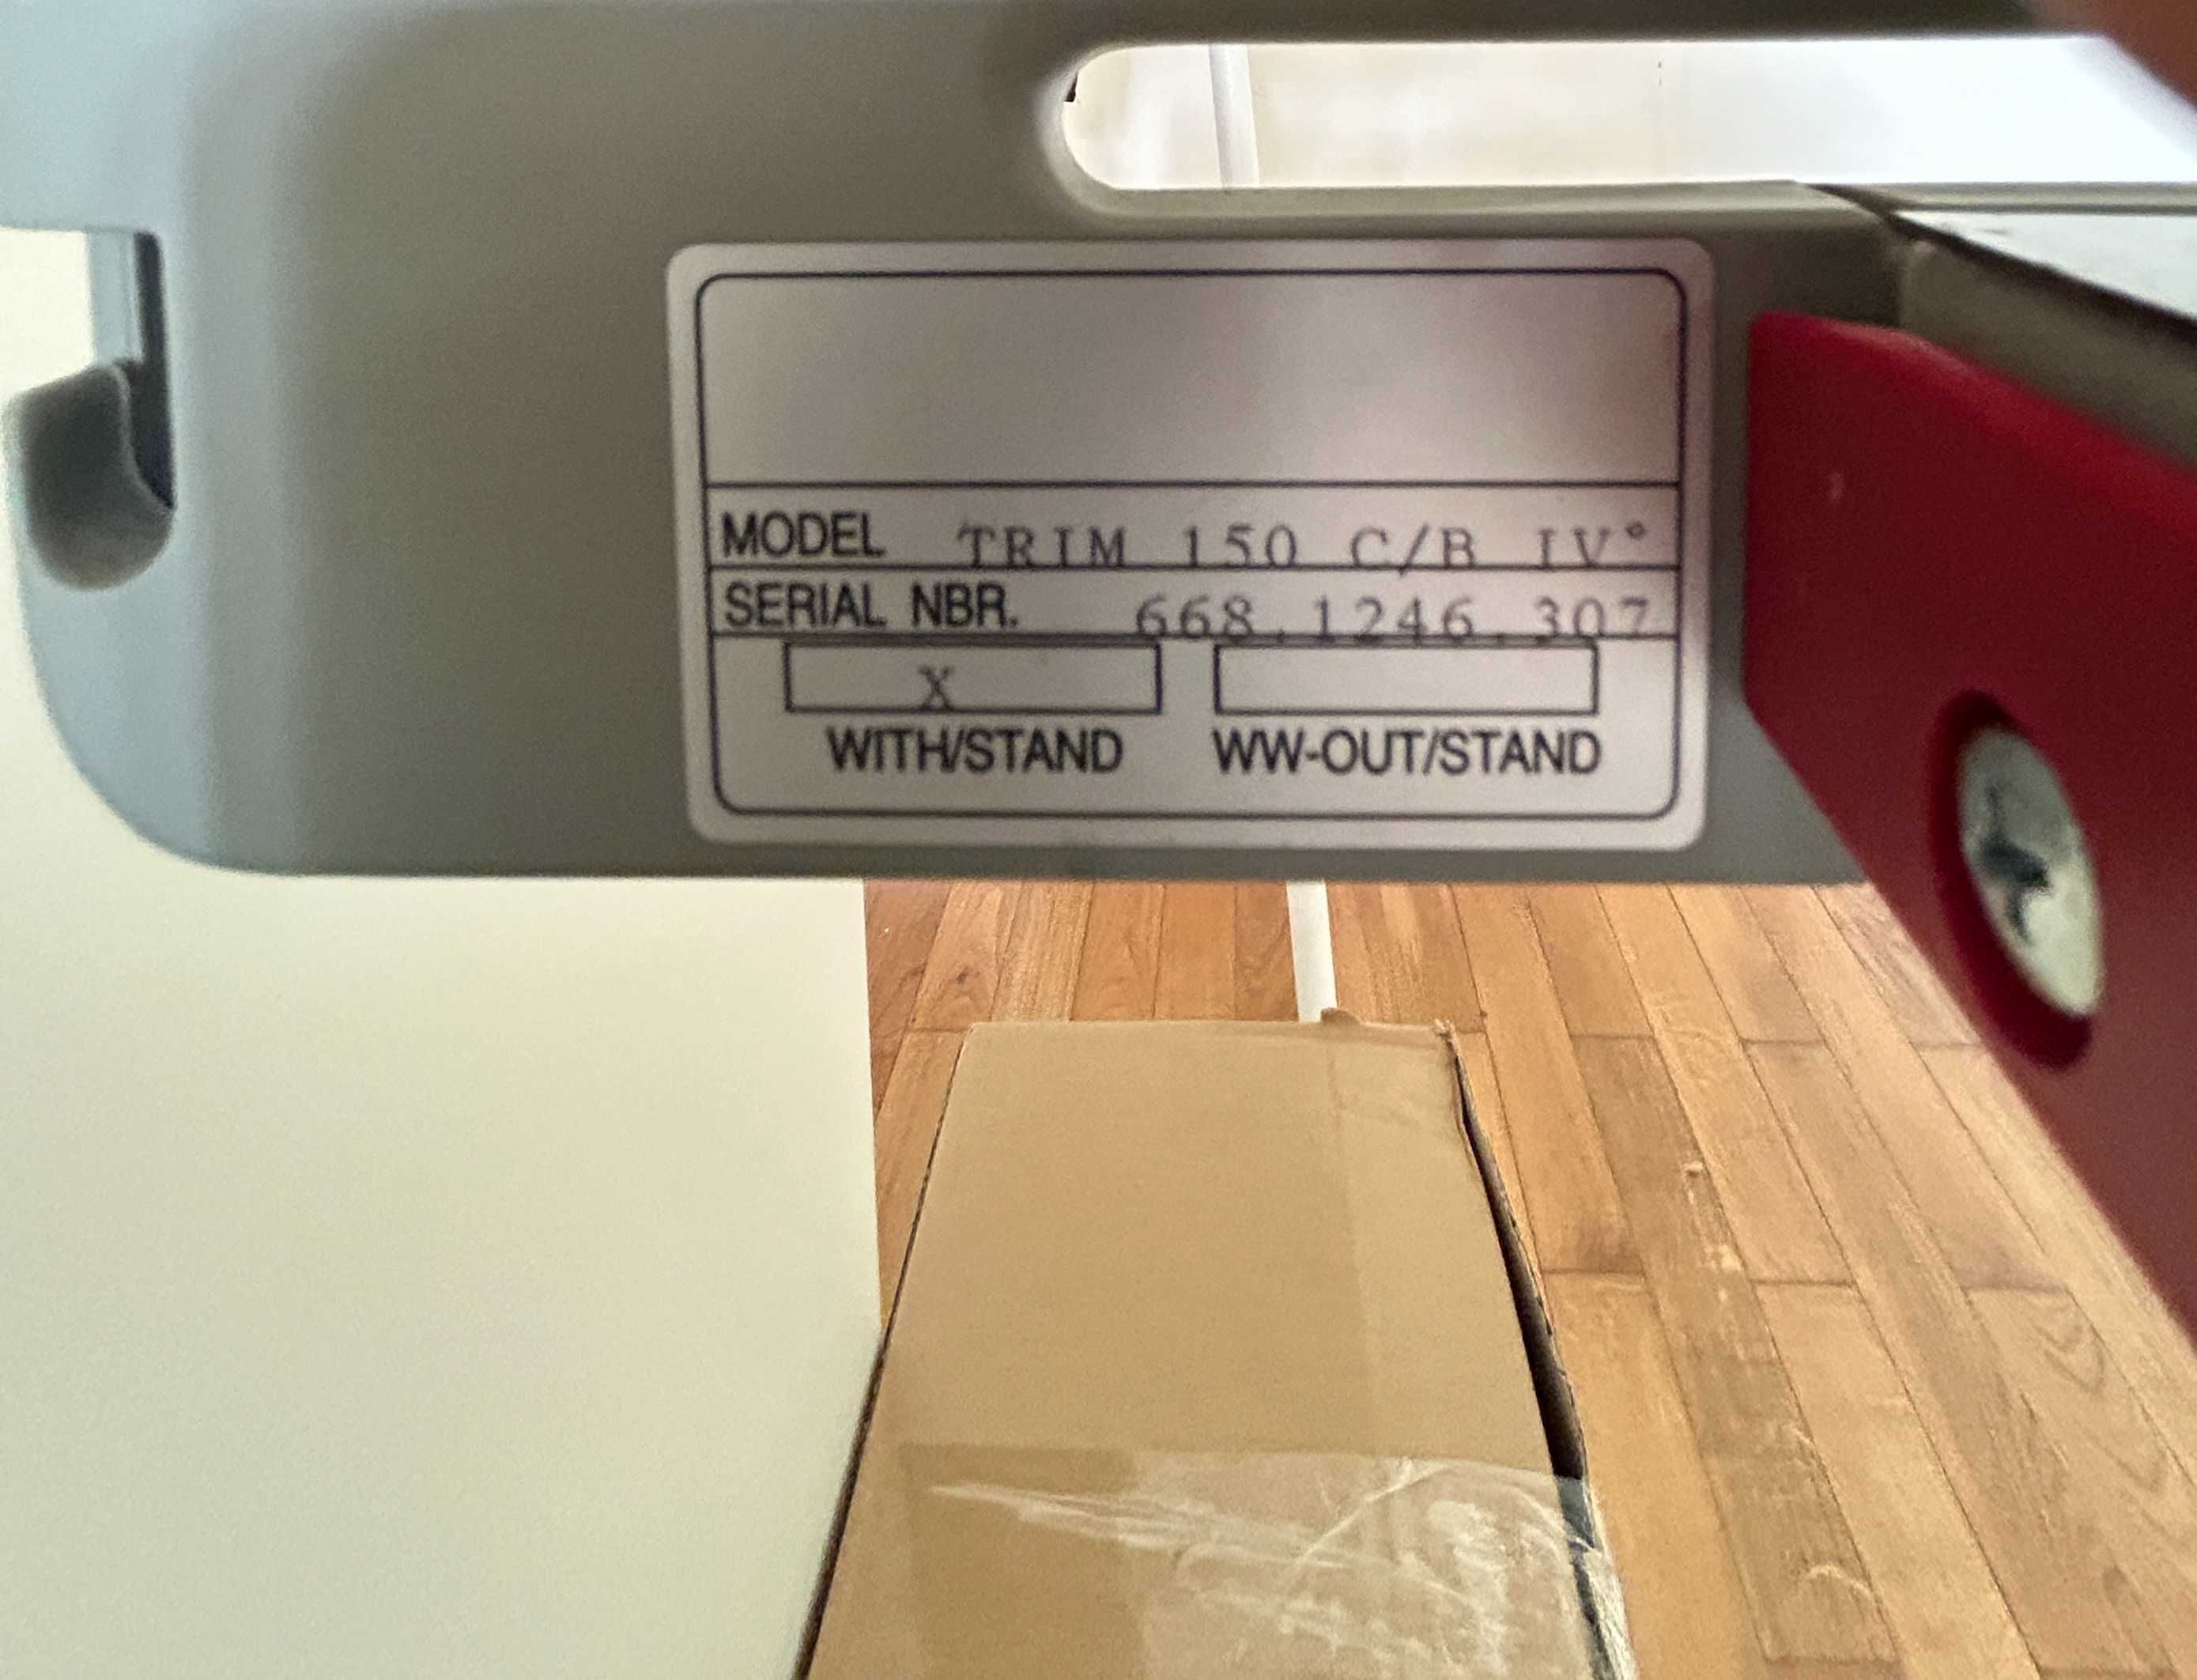 MODEL TRIM 150 C/B IV°
SERIAL NBR. 668.1246.307
X
WITH/STAND WW-OUT/STAND